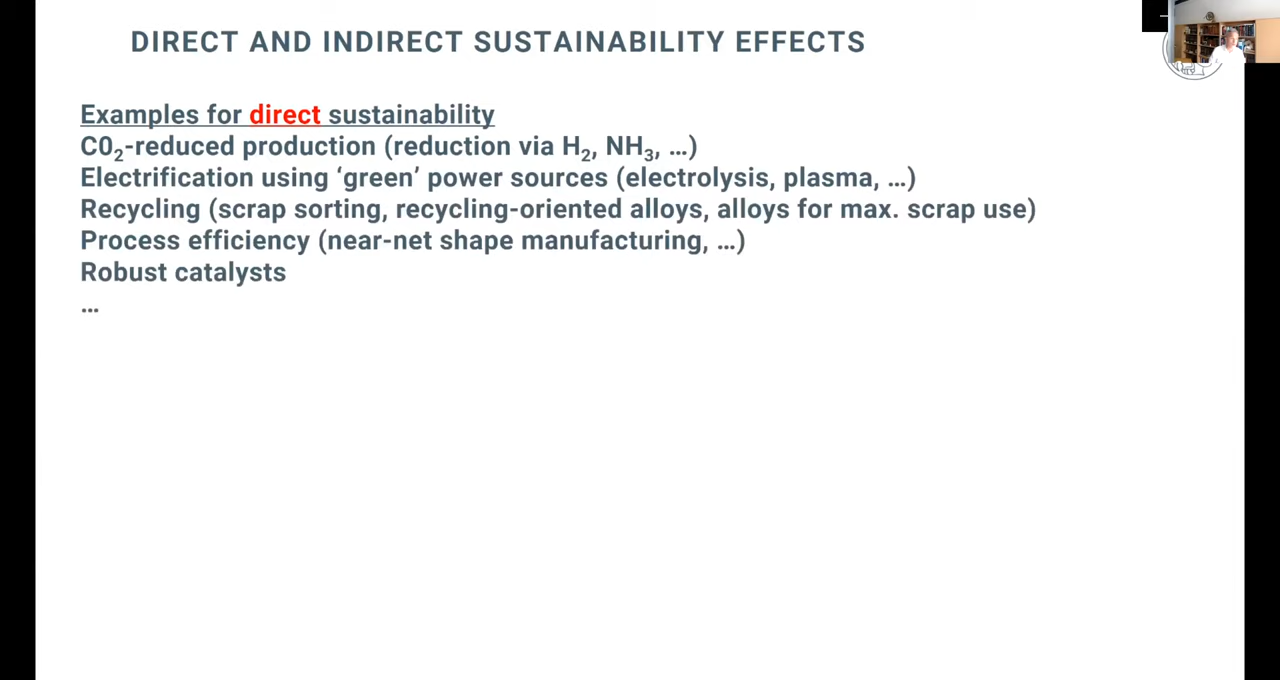 DIRECT AND INDIRECT SUSTAINABILITY EFFECTS
Examples for direct sustainability
C0₂-reduced production (reduction via H₂, NH₃, ...)
Electrification using ‘green’ power sources (electrolysis, plasma, ...)
Recycling (scrap sorting, recycling-oriented alloys, alloys for max. scrap use)
Process efficiency (near-net shape manufacturing, ...)
Robust catalysts
...